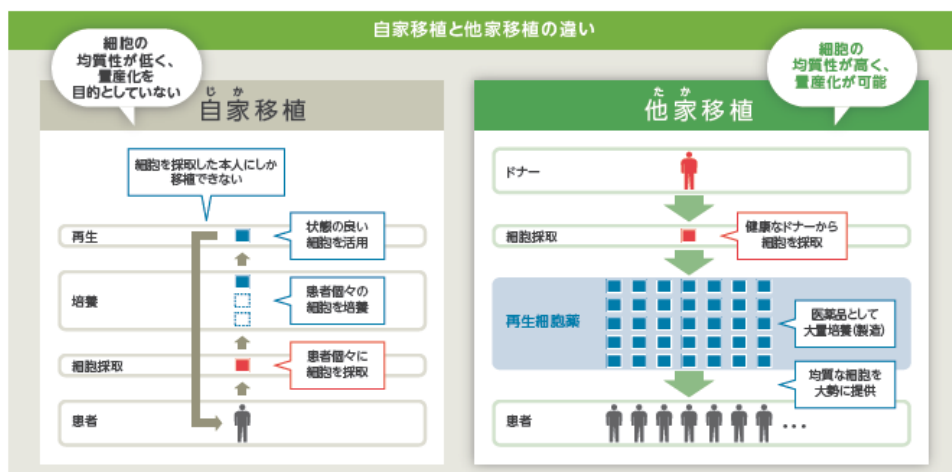 自家移植と他家移植の違い
細胞の
均質性が低く、
量産化を
目的としていない
じか
自家移植
細胞を採取した本人にしか
移植できない
再生
状態の良い
細胞を活用
培養
患者個々の
細胞を培養
細胞採取
患者個々に
細胞を採取
患者
細胞の
均質性が高く、
量産化が可能
たか
他家移植
ドナー
細胞採取
健康なドナーから
細胞を採取
再生細胞薬
医薬品として
大量培養(製造)
均質な細胞を
大勢に提供
患者
...